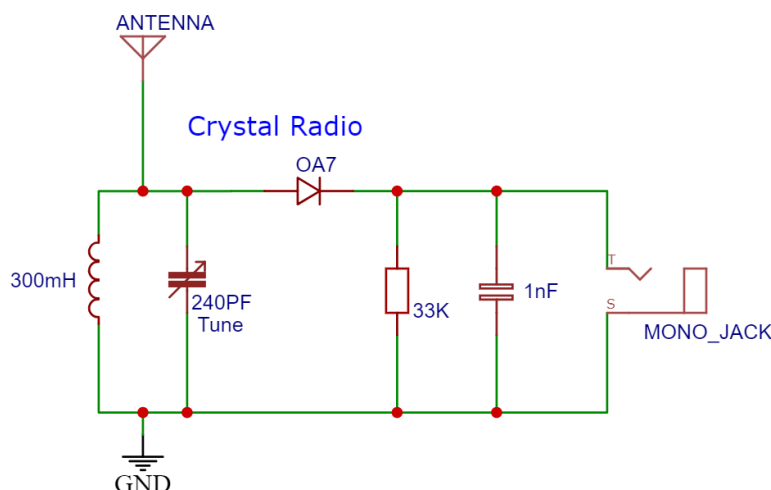 ANTENNA
Crystal Radio
OA7
300mH
240PF
Tune
33K
1nF
T
S
MONO_JACK
GND